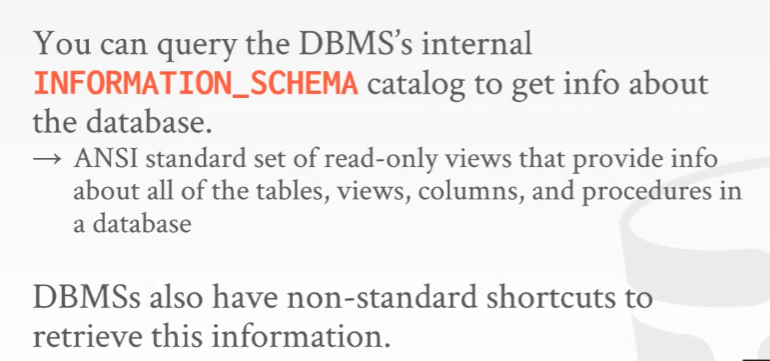 You can query the DBMS’s internal
INFORMATION_SCHEMA catalog to get info about
the database.
→ ANSI standard set of read-only views that provide info
about all of the tables, views, columns, and procedures in
a database
DBMSs also have non-standard shortcuts to
retrieve this information.